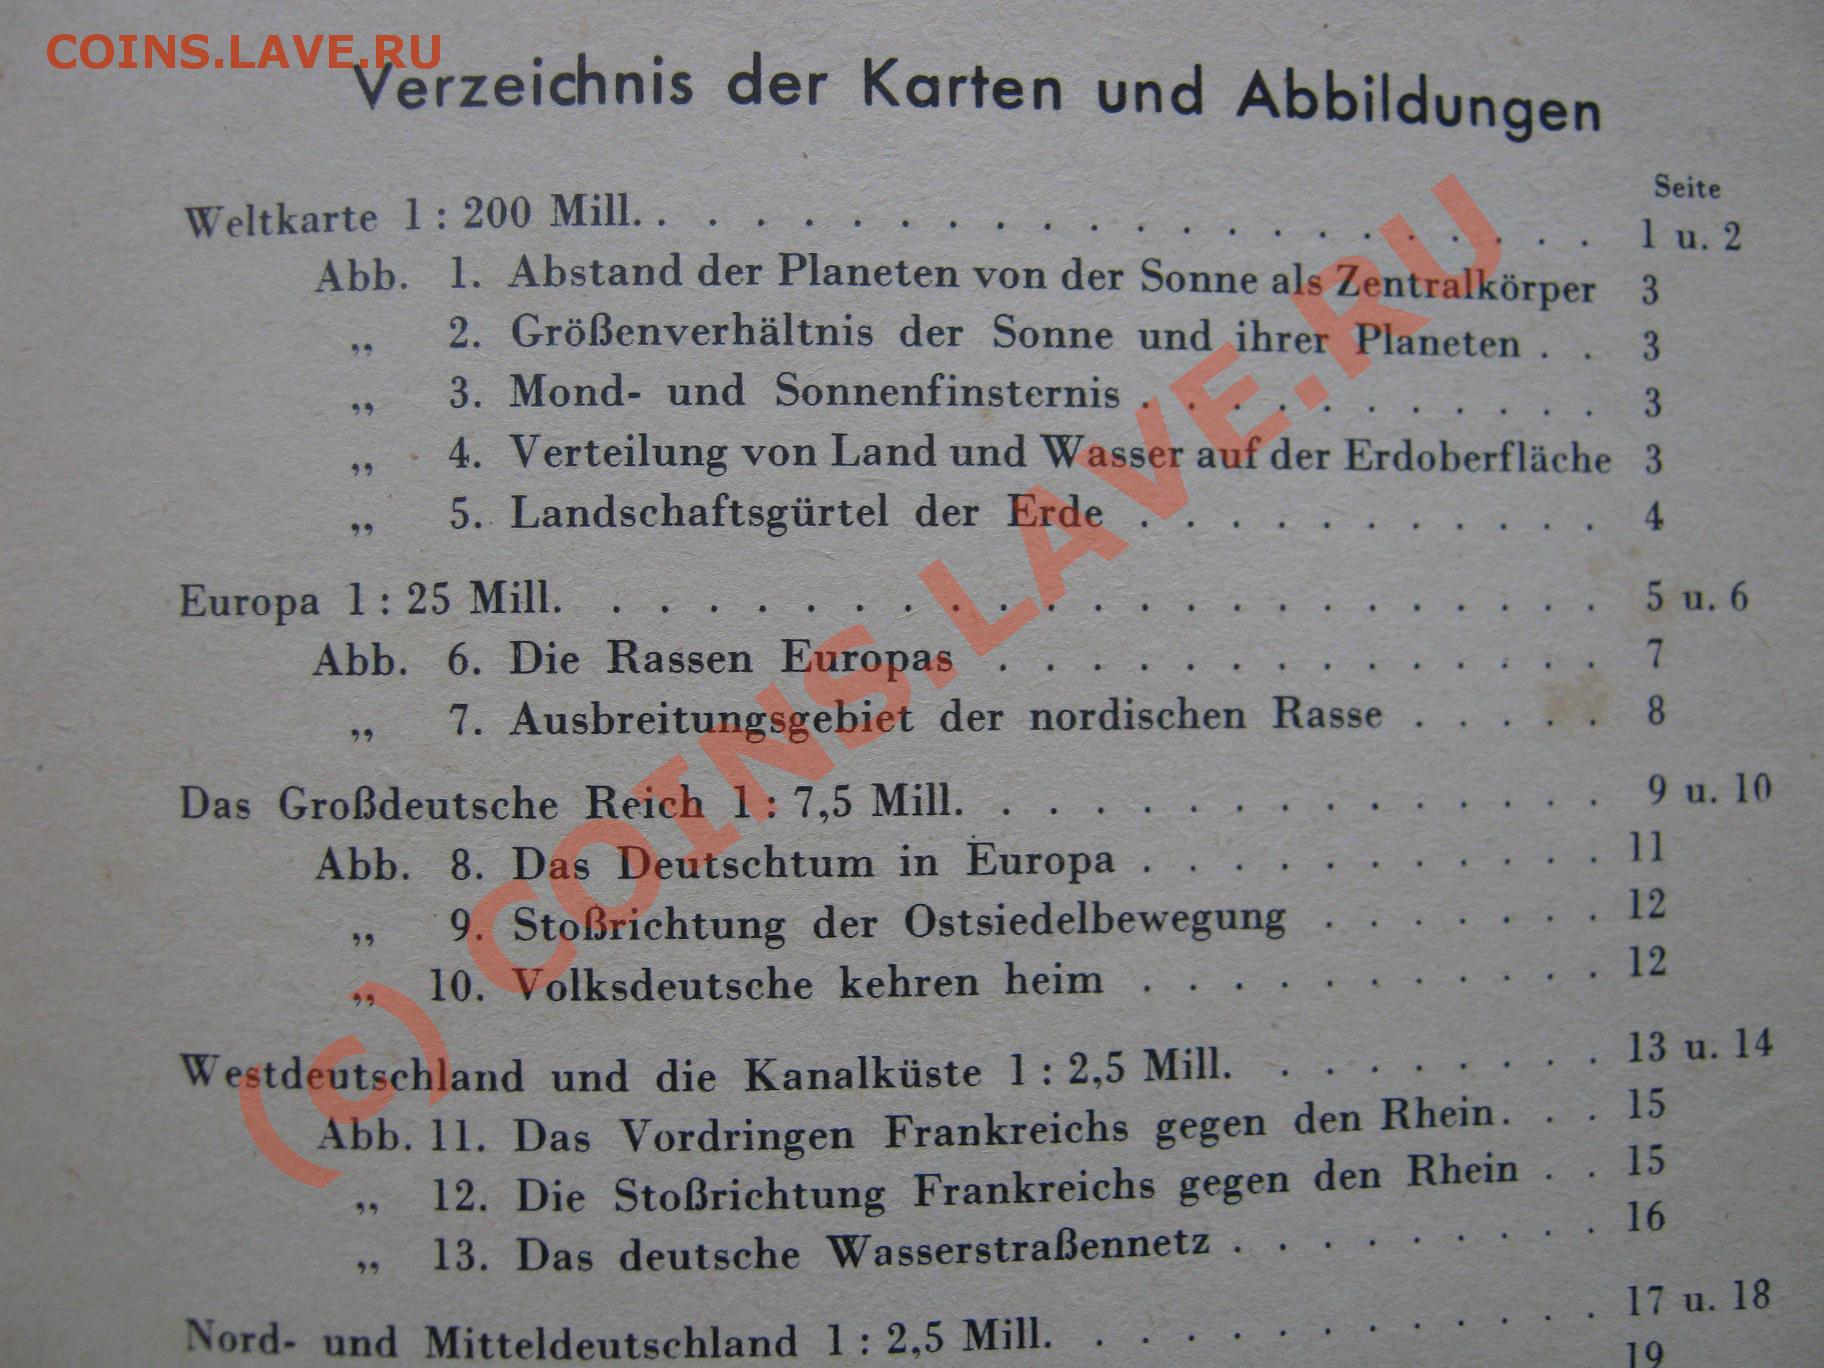 COINS.LAVE.RU
Verzeichnis der Karten und Abbildungen
Seite
Weltkarte 1 : 200 Mill. . . . . . . . . . . . . . . . . . . . . . 1 u. 2
Abb. 1. Abstand der Planeten von der Sonne als Zentralkörper 3
„ 2. Größenverhältnis der Sonne und ihrer Planeten . . 3
„ 3. Mond- und Sonnenfinsternis . . . . . . . . . . . 3
„ 4. Verteilung von Land und Wasser auf der Erdoberfläche 3
„ 5. Landschaftsgürtel der Erde . . . . . . . . . . . 4
Europa 1 : 25 Mill. . . . . . . . . . . . . . . . . . . . . . . 5 u. 6
Abb. 6. Die Rassen Europas . . . . . . . . . . . . . . 7
„ 7. Ausbreitungsgebiet der nordischen Rasse . . . . . 8
Das Großdeutsche Reich 1 : 7,5 Mill. . . . . . . . . . . . . . . 9 u. 10
Abb. 8. Das Deutschtum in Europa . . . . . . . . . . . 11
„ 9. Stoßrichtung der Ostsiedelbewegung . . . . . . . 12
„ 10. Volksdeutsche kehren heim . . . . . . . . . . . 12
Westdeutschland und die Kanalküste 1 : 2,5 Mill. . . . . . . . . 13 u. 14
Abb. 11. Das Vordringen Frankreichs gegen den Rhein. . . 15
„ 12. Die Stoßrichtung Frankreichs gegen den Rhein . . 15
„ 13. Das deutsche Wasserstraßennetz . . . . . . . . . 16
Nord- und Mitteldeutschland 1 : 2,5 Mill. . . . . . . . . . . . . 17 u. 18
19
(c) COINS.LAVE.RU